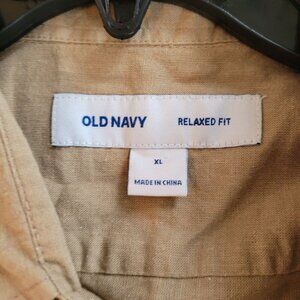 OLD NAVY RELAXED FIT
XL
MADE IN CHINA